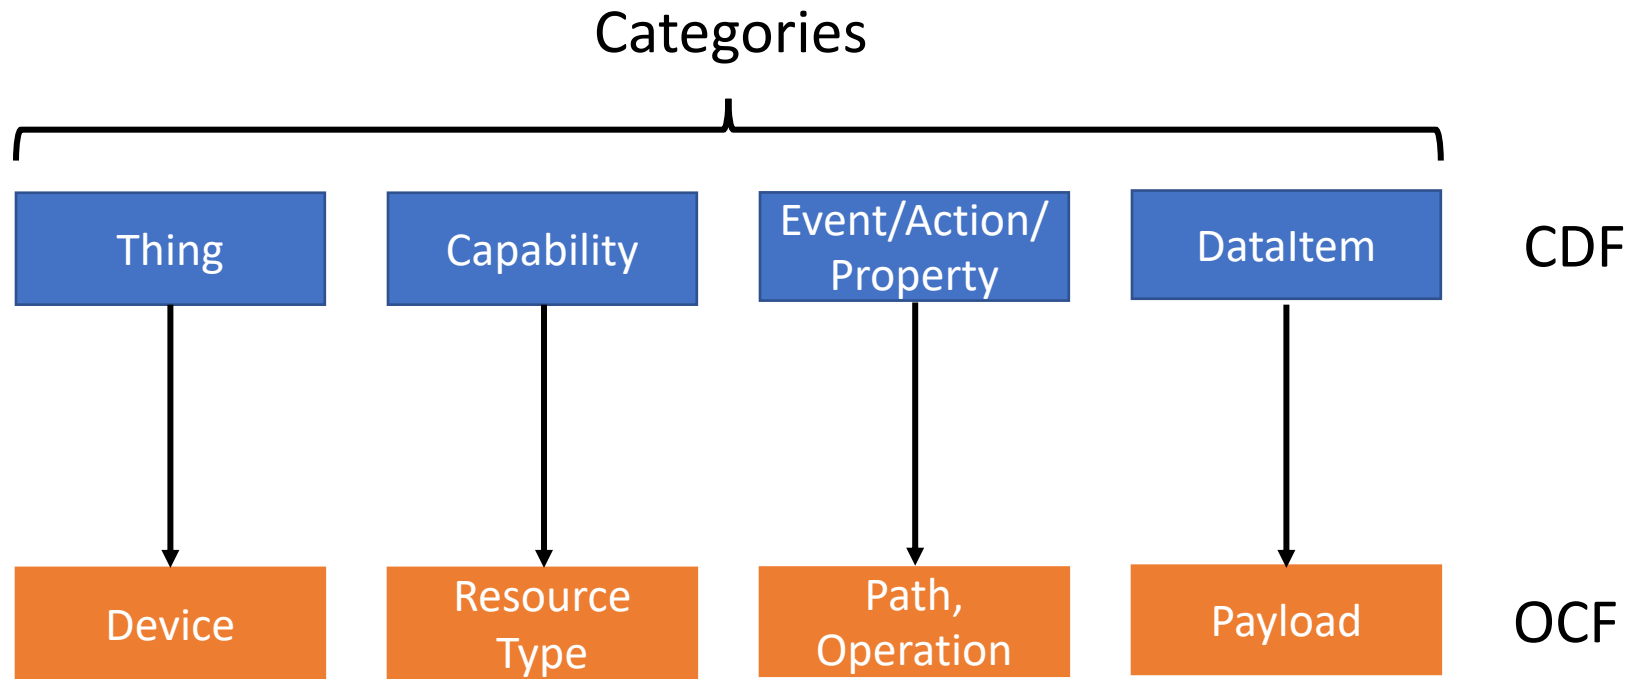 Categories
Thing
Capability
Event/Action/
Property
DataItem
CDF
Device
Resource
Type
Path,
Operation
Payload
OCF